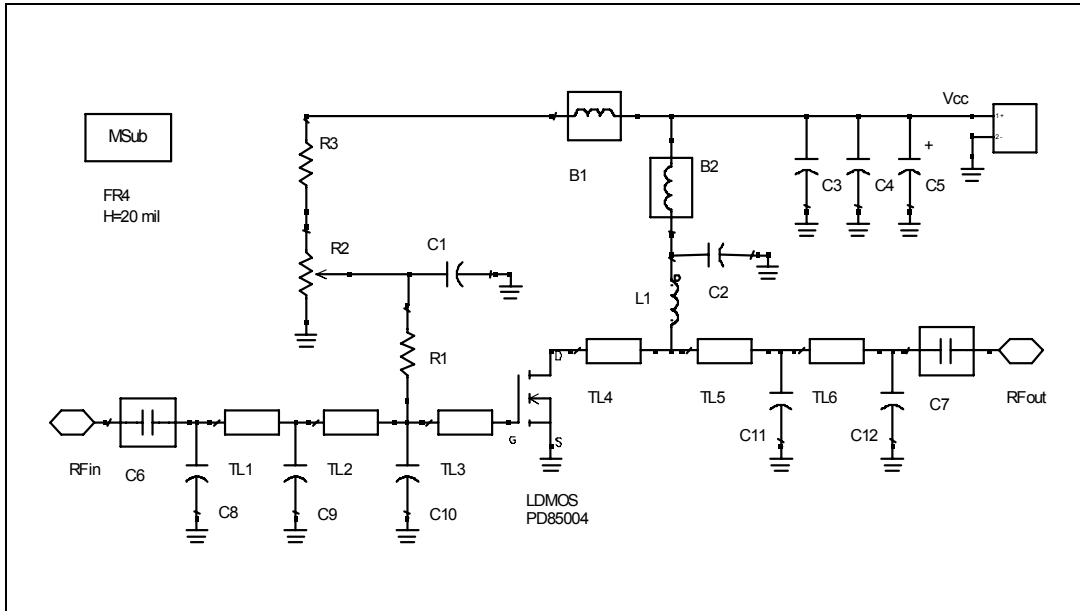 Vcc
1+
2-
MSub
FR4
H=20 mil
R3
B1
B2
+
C3
C4
C5
R2
C1
L1
P
C2
R1
D
G
S
TL4
TL5
TL6
C7
RFout
C11
C12
RFin
C6
TL1
TL2
TL3
C8
C9
C10
LDMOS
PD85004